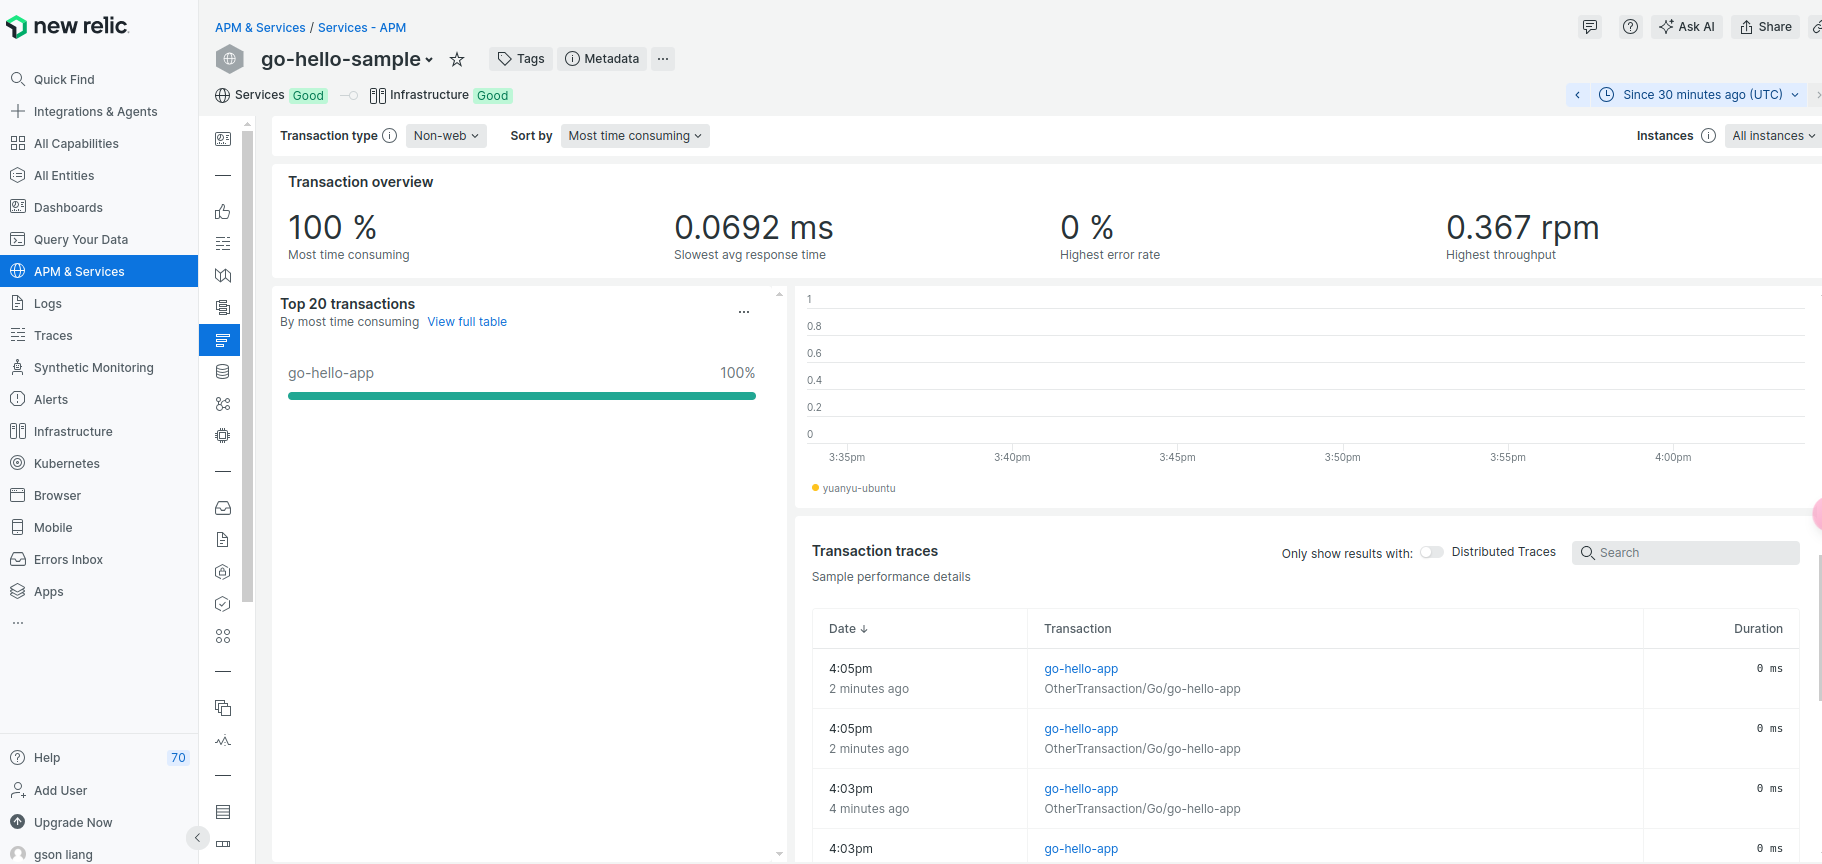 new relic
Quick Find
Integrations & Agents
All Capabilities
All Entities
Dashboards
Query Your Data
APM & Services
Logs
Traces
Synthetic Monitoring
Alerts
Infrastructure
Kubernetes
Browser
Mobile
Errors Inbox
Apps
...
Help 70
Add User
Upgrade Now
gson liang
APM & Services / Services - APM
Ask AI Share
go-hello-sample Tags Metadata ...
Services Good Infrastructure Good
Since 30 minutes ago (UTC)
Transaction type Non-web Sort by Most time consuming
Instances All instances
Transaction overview
100 % 0.0692 ms 0 % 0.367 rpm
Most time consuming Slowest avg response time Highest error rate Highest throughput
Top 20 transactions
...
By most time consuming View full table
go-hello-app 100%
1
0.8
0.6
0.4
0.2
0
3:35pm 3:40pm 3:45pm 3:50pm 3:55pm 4:00pm
yuanyu-ubuntu
Transaction traces
Only show results with: Distributed Traces Search
Sample performance details
Date ↓ Transaction Duration
4:05pm go-hello-app 0 ms
2 minutes ago OtherTransaction/Go/go-hello-app
4:05pm go-hello-app 0 ms
2 minutes ago OtherTransaction/Go/go-hello-app
4:03pm go-hello-app 0 ms
4 minutes ago OtherTransaction/Go/go-hello-app
4:03pm go-hello-app 0 ms